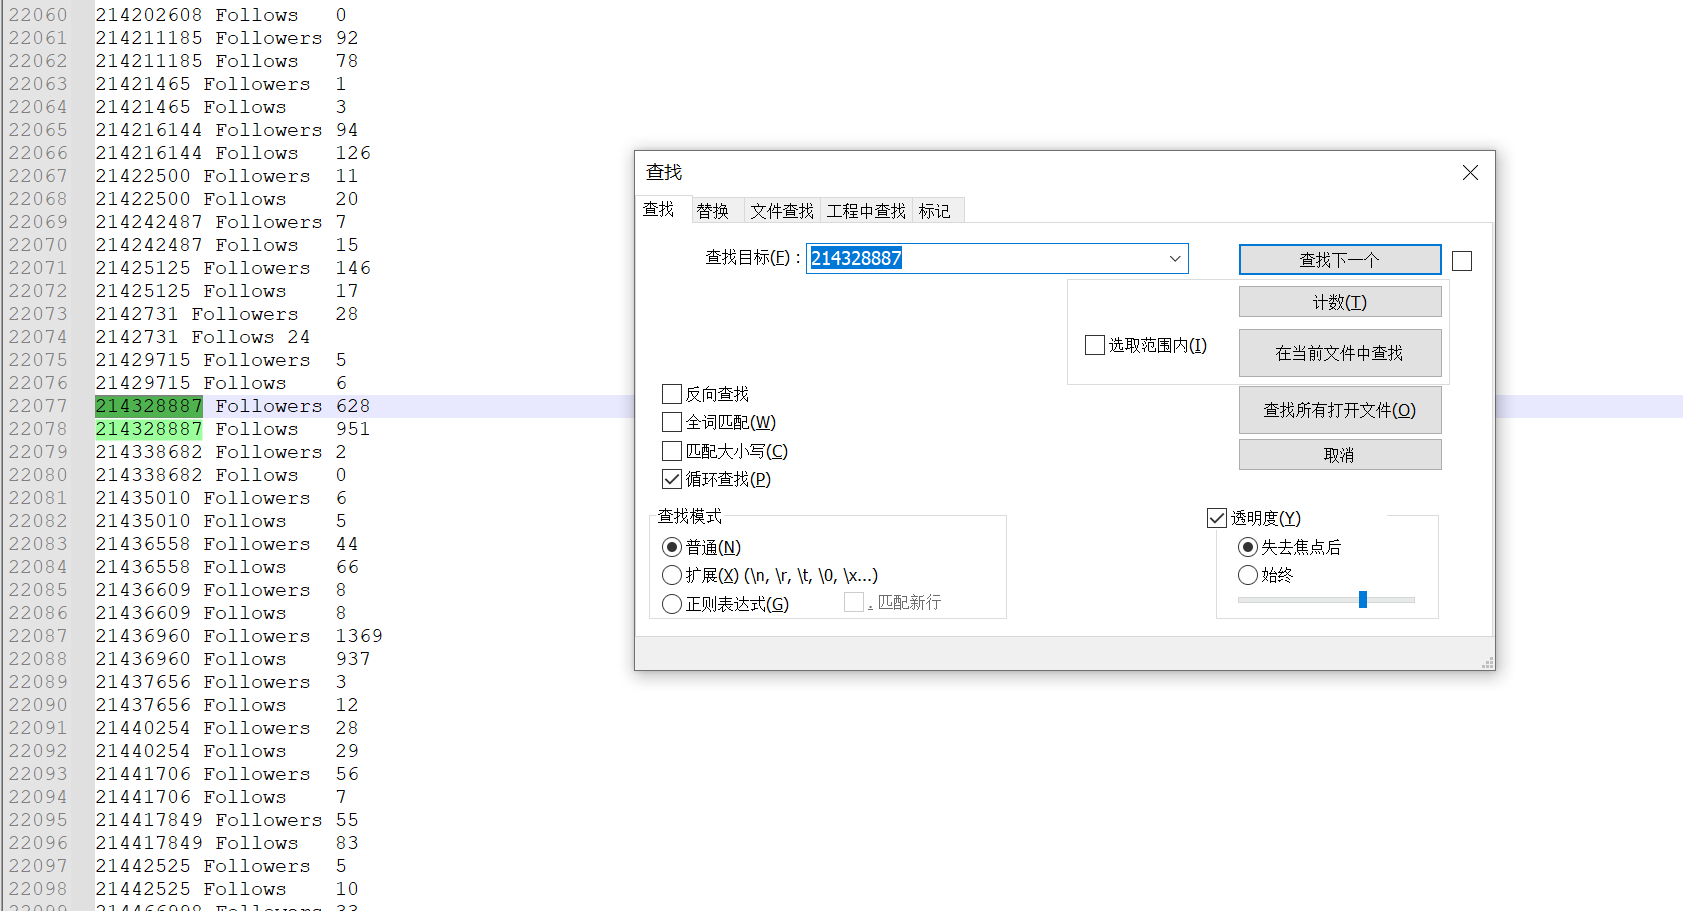 22060 214202608 Follows 0
22061 214211185 Followers 92
22062 214211185 Follows 78
22063 21421465 Followers 1
22064 21421465 Follows 3
22065 214216144 Followers 94
22066 214216144 Follows 126
22067 21422500 Followers 11
22068 21422500 Follows 20
22069 214242487 Followers 7
22070 214242487 Follows 15
22071 21425125 Followers 146
22072 21425125 Follows 17
22073 2142731 Followers 28
22074 2142731 Follows 24
22075 21429715 Followers 5
22076 21429715 Follows 6
22077 214328887 Followers 628
22078 214328887 Follows 951
22079 214338682 Followers 2
22080 214338682 Follows 0
22081 21435010 Followers 6
22082 21435010 Follows 5
22083 21436558 Followers 44
22084 21436558 Follows 66
22085 21436609 Followers 8
22086 21436609 Follows 8
22087 21436960 Followers 1369
22088 21436960 Follows 937
22089 21437656 Followers 3
22090 21437656 Follows 12
22091 21440254 Followers 28
22092 21440254 Follows 29
22093 21441706 Followers 56
22094 21441706 Follows 7
22095 214417849 Followers 55
22096 214417849 Follows 83
22097 21442525 Followers 5
22098 21442525 Follows 10
22099 214466998 Followers 33
查找
查找 替换 文件查找 工程中查找 标记
查找目标(F) : 214328887
查找下一个
计数(T)
选取范围内(I)
在当前文件中查找
反向查找
查找所有打开文件(O)
全词匹配(W)
匹配大小写(C)
取消
循环查找(P)
查找模式
普通(N)
扩展(X) (\n, \r, \t, \0, \x...)
正则表达式(G)
. 匹配新行
透明度(Y)
失去焦点后
始终